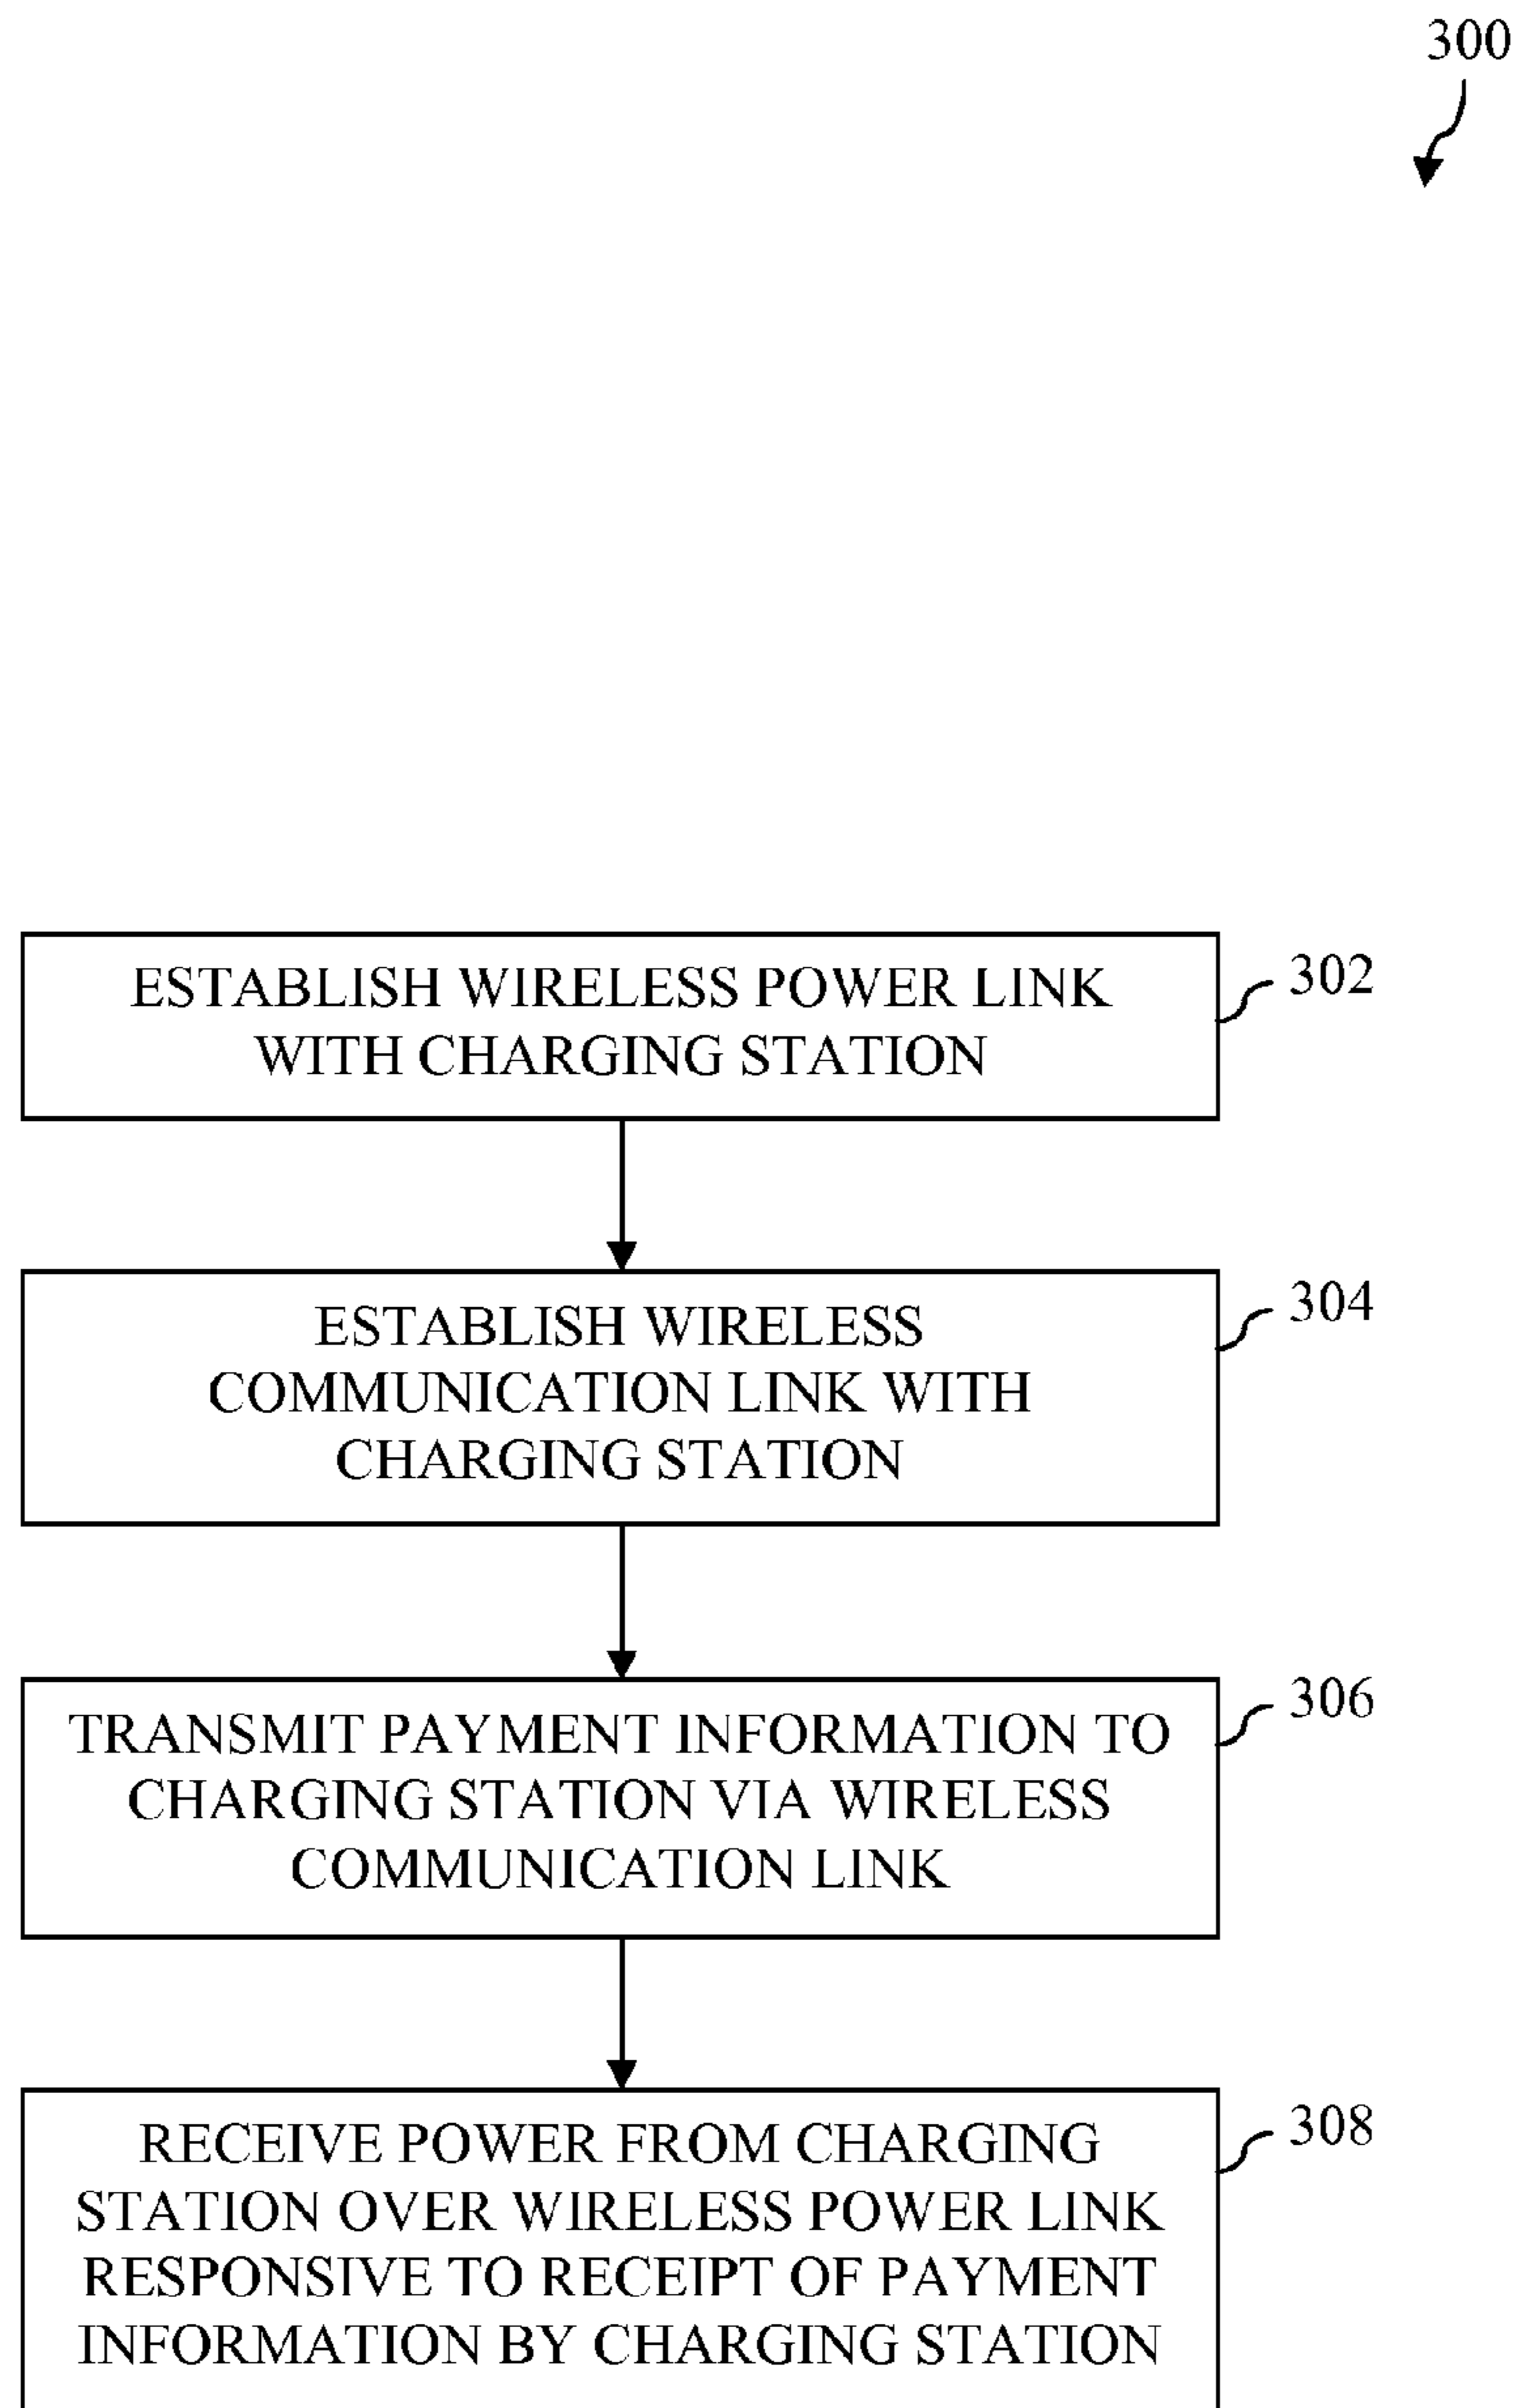 300
ESTABLISH WIRELESS POWER LINK
WITH CHARGING STATION
302
ESTABLISH WIRELESS
COMMUNICATION LINK WITH
CHARGING STATION
304
TRANSMIT PAYMENT INFORMATION TO
CHARGING STATION VIA WIRELESS
COMMUNICATION LINK
306
RECEIVE POWER FROM CHARGING
STATION OVER WIRELESS POWER LINK
RESPONSIVE TO RECEIPT OF PAYMENT
INFORMATION BY CHARGING STATION
308